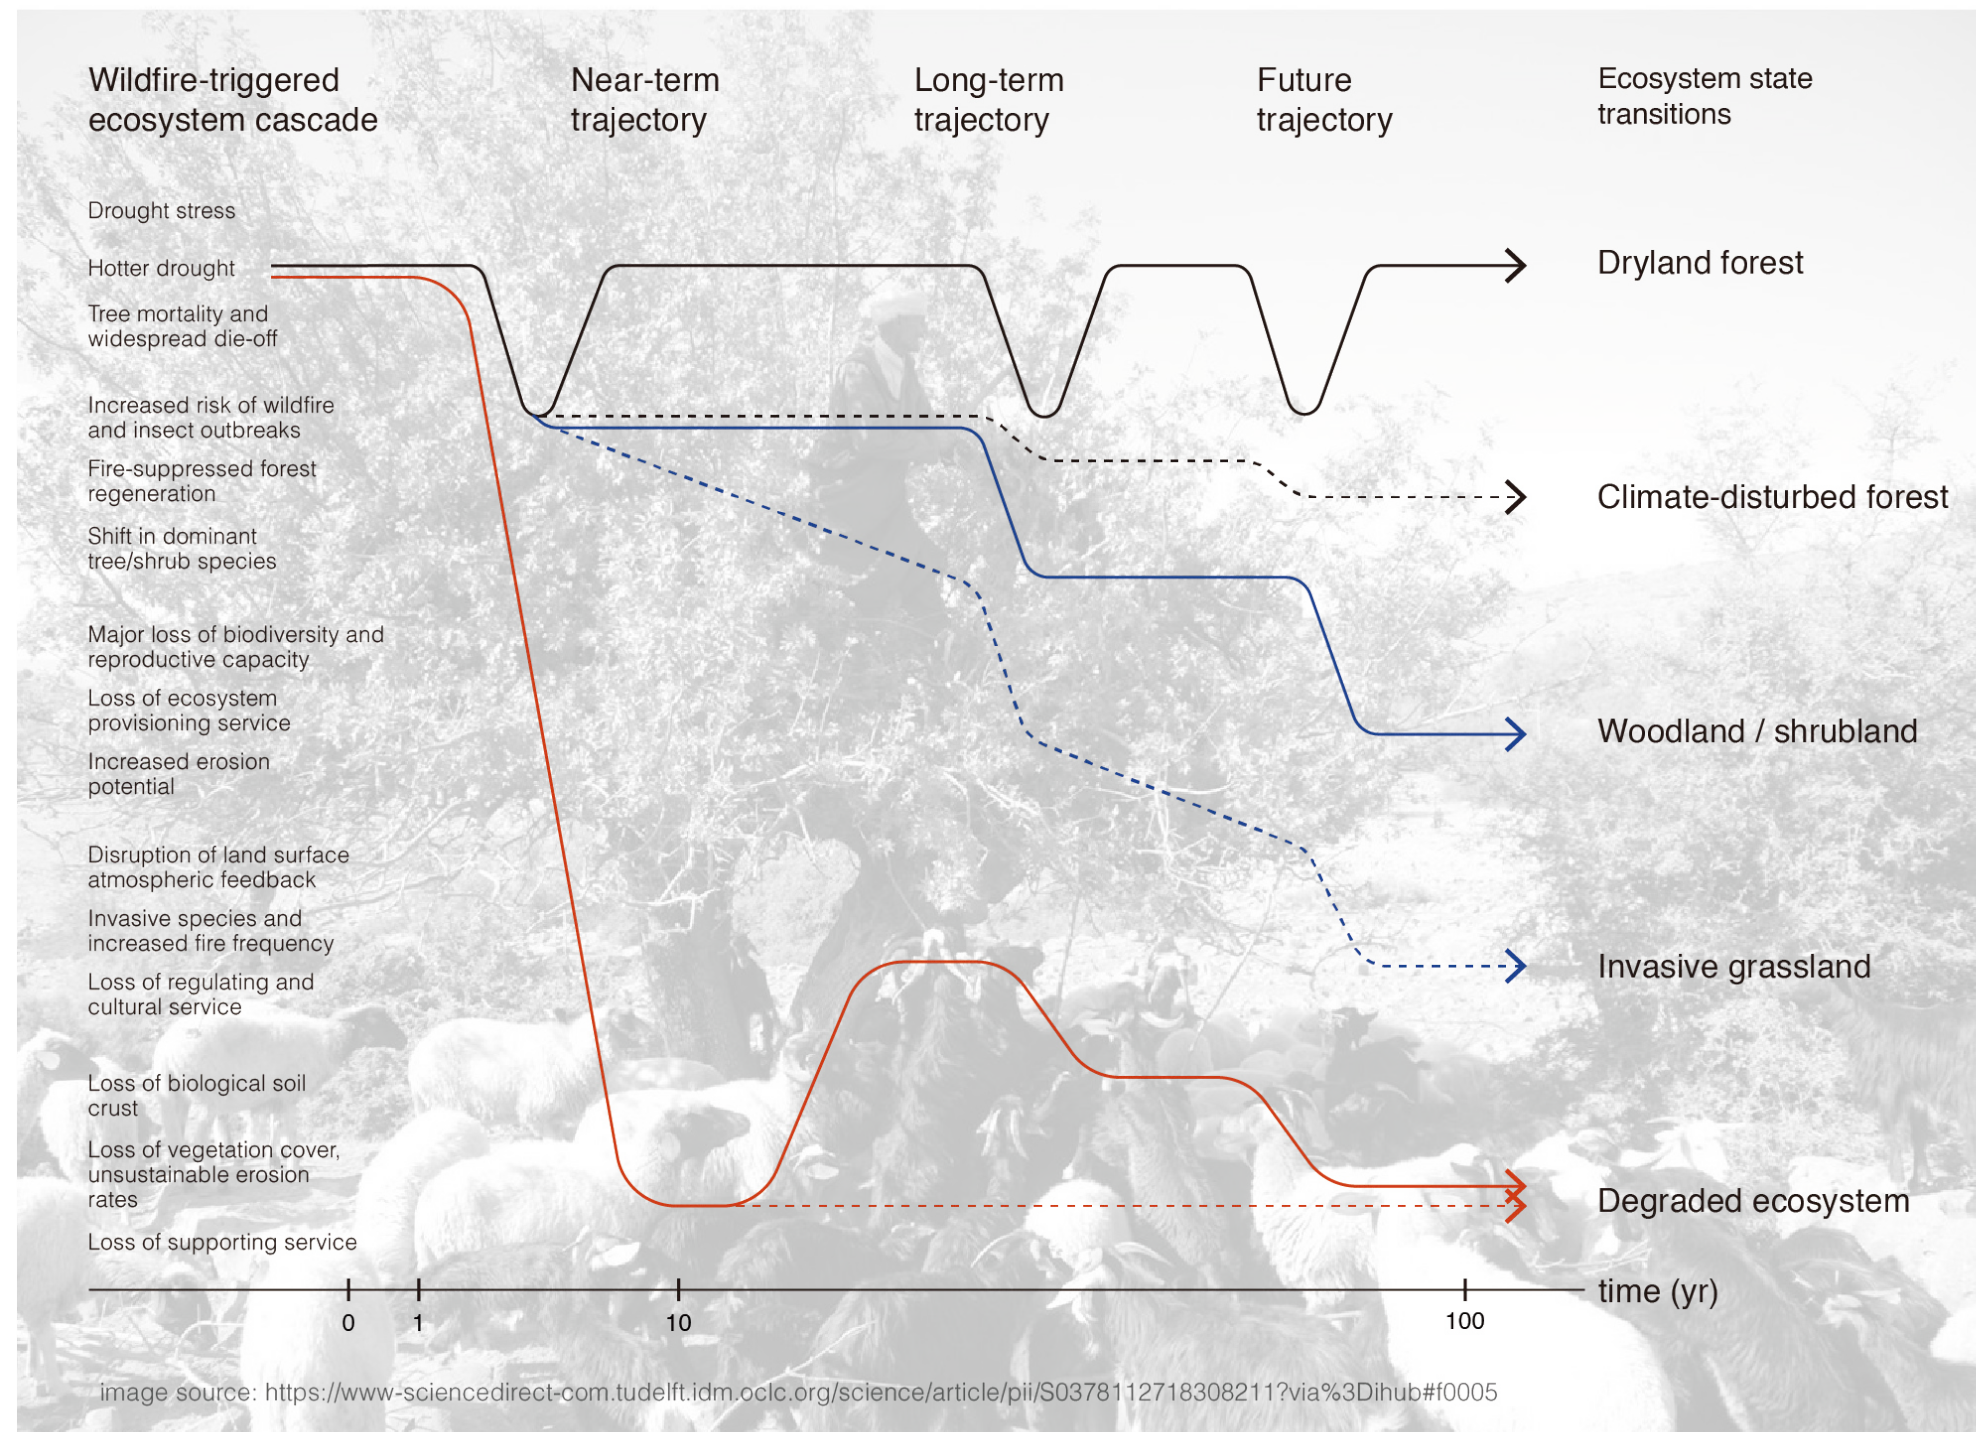 Wildfire-triggered
ecosystem cascade
Near-term
trajectory
Long-term
trajectory
Future
trajectory
Ecosystem state
transitions
Drought stress
Hotter drought
Tree mortality and
widespread die-off
Increased risk of wildfire
and insect outbreaks
Fire-suppressed forest
regeneration
Shift in dominant
tree/shrub species
Major loss of biodiversity and
reproductive capacity
Loss of ecosystem
provisioning service
Increased erosion
potential
Disruption of land surface
atmospheric feedback
Invasive species and
increased fire frequency
Loss of regulating and
cultural service
Loss of biological soil
crust
Loss of vegetation cover,
unsustainable erosion
rates
Loss of supporting service
Dryland forest
Climate-disturbed forest
Woodland / shrubland
Invasive grassland
Degraded ecosystem
time (yr)
0
1
10
100
image source: https://www-sciencedirect-com.tudelft.idm.oclc.org/science/article/pii/S0378112718308211?via%3Dihub#f0005